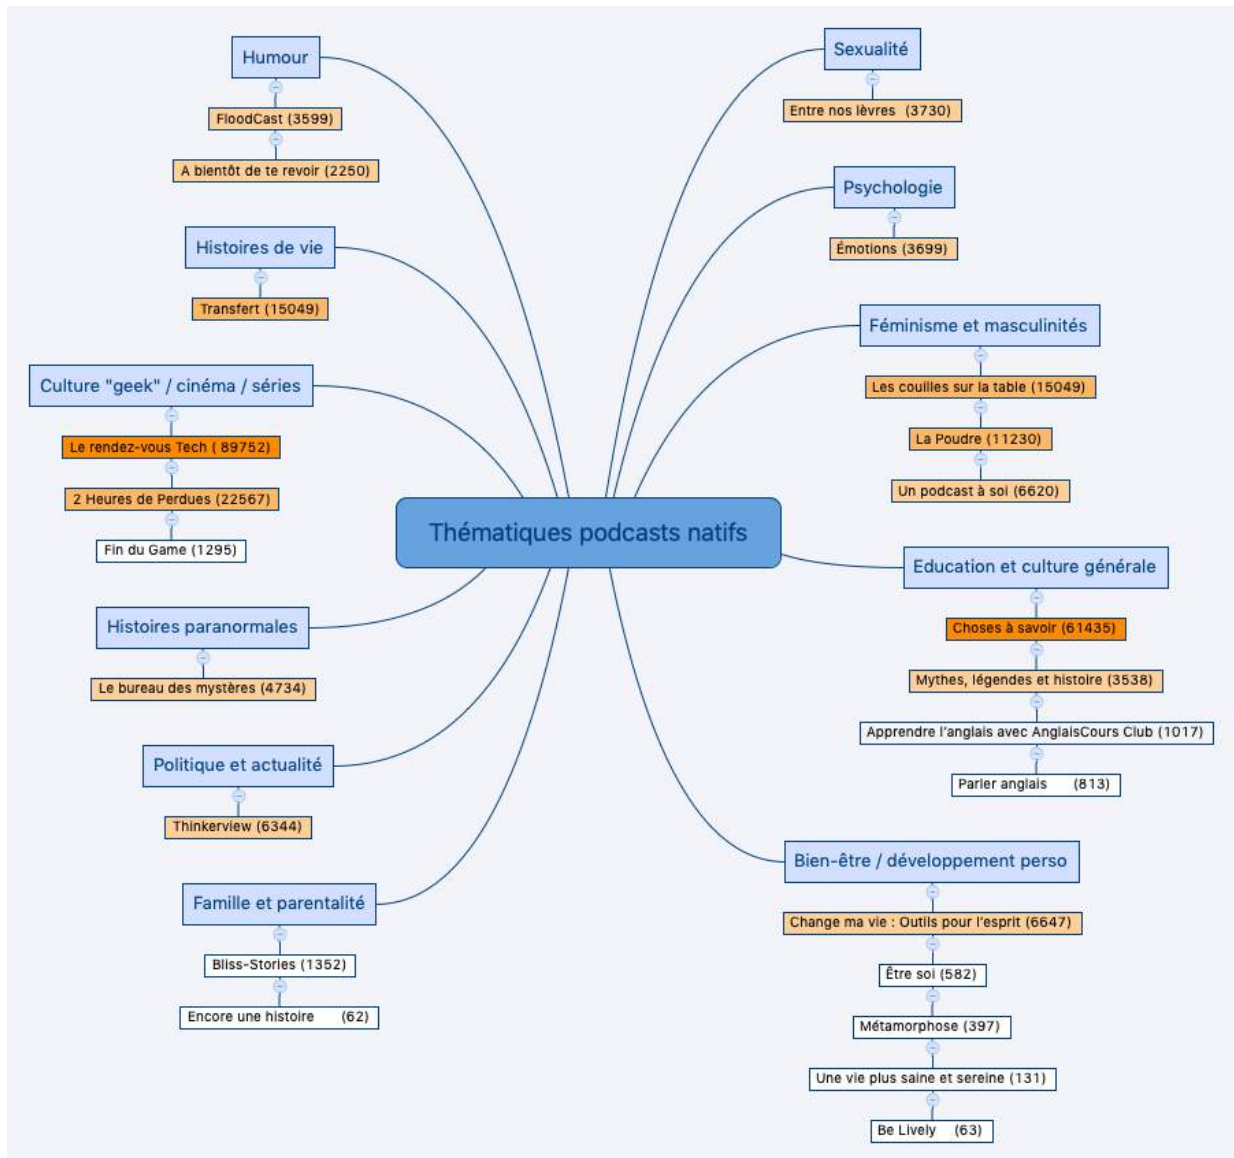 Thématiques podcasts natifs
Humour
FloodCast (3599)
A bientôt de te revoir (2250)
Histoires de vie
Transfert (15049)
Culture "geek" / cinéma / séries
Le rendez-vous Tech ( 89752)
2 Heures de Perdues (22567)
Fin du Game (1295)
Histoires paranormales
Le bureau des mystères (4734)
Politique et actualité
Thinkerview (6344)
Famille et parentalité
Bliss-Stories (1352)
Encore une histoire (62)
Sexualité
Entre nos lèvres (3730)
Psychologie
Émotions (3699)
Féminisme et masculinités
Les couilles sur la table (15049)
La Poudre (11230)
Un podcast à soi (6620)
Education et culture générale
Choses à savoir (61435)
Mythes, légendes et histoire (3538)
Apprendre l'anglais avec AnglaisCours Club (1017)
Parler anglais (813)
Bien-être / développement perso
Change ma vie : Outils pour l'esprit (6647)
Être soi (582)
Métamorphose (397)
Une vie plus saine et sereine (131)
Be Lively (63)